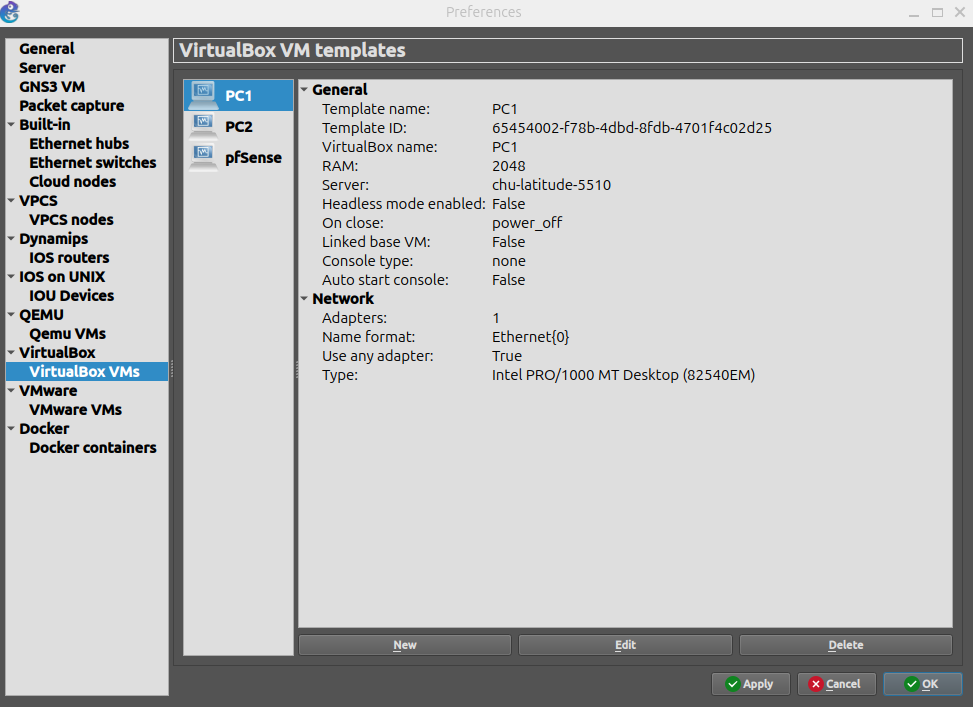 Preferences
General
Server
GNS3 VM
Packet capture
Built-in
Ethernet hubs
Ethernet switches
Cloud nodes
VPCS
VPCS nodes
Dynamips
IOS routers
IOS on UNIX
IOU Devices
QEMU
Qemu VMs
VirtualBox
VirtualBox VMs
VMware
VMware VMs
Docker
Docker containers
VirtualBox VM templates
PC1
PC2
pfSense
General
Template name: PC1
Template ID: 65454002-f78b-4dbd-8fdb-4701f4c02d25
VirtualBox name: PC1
RAM: 2048
Server: chu-latitude-5510
Headless mode enabled: False
On close: power_off
Linked base VM: False
Console type: none
Auto start console: False
Network
Adapters: 1
Name format: Ethernet{0}
Use any adapter: True
Type: Intel PRO/1000 MT Desktop (82540EM)
New Edit Delete
Apply Cancel OK